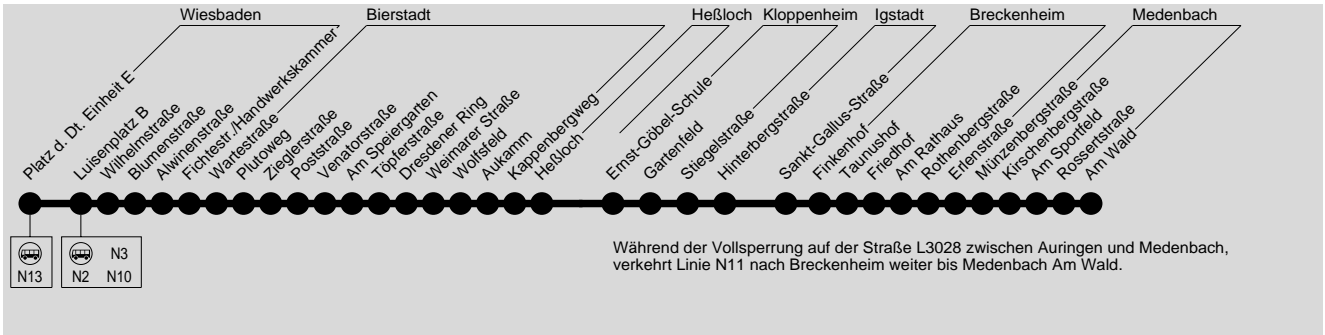 Wiesbaden
Bierstadt
Heßloch
Kloppenheim
Igstadt
Breckenheim
Medenbach
Platz d. Dt. Einheit E
Luisenplatz B
Wilhelmstraße
Blumenstraße
Alwinenstraße
Fichtestr./Handwerkskammer
Wartestraße
Plutoweg
Zieglerstraße
Poststraße
Venatorstraße
Am Speiergarten
Töpferstraße
Dresdener Ring
Weimarer Straße
Wolfsfeld
Aukamm
Kappenbergweg
Heßloch
Ernst-Göbel-Schule
Gartenfeld
Stiegelstraße
Hinterbergstraße
Sankt-Gallus-Straße
Finkenhof
Taunushof
Friedhof
Am Rathaus
Rothenbergstraße
Erlenstraße
Münzenbergstraße
Kirschenbergstraße
Am Sportfeld
Rossertstraße
Am Wald
N13
N3
N2 N10
Während der Vollsperrung auf der Straße L3028 zwischen Auringen und Medenbach,
verkehrt Linie N11 nach Breckenheim weiter bis Medenbach Am Wald.